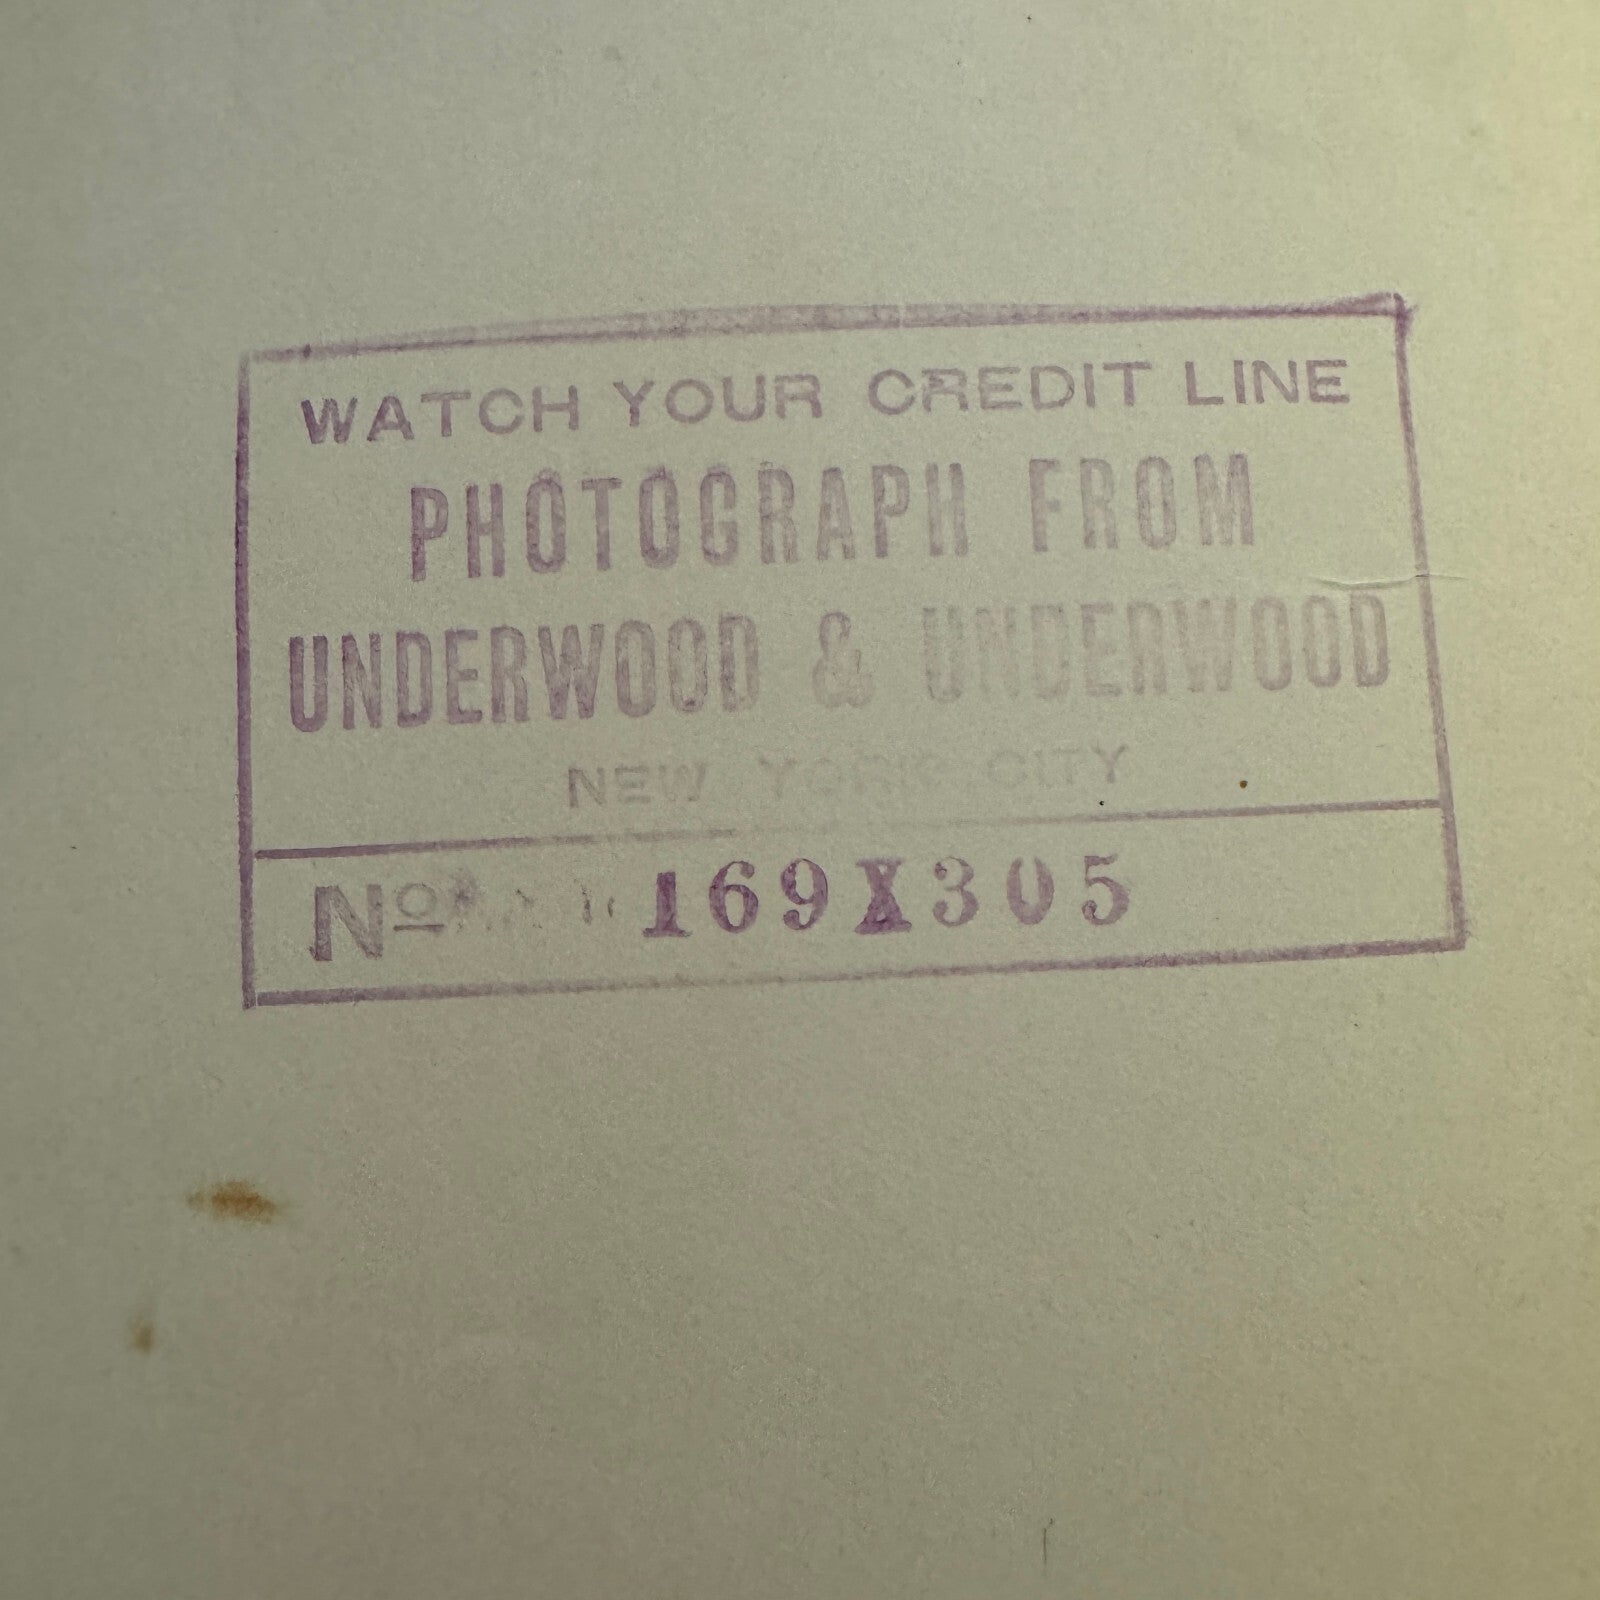 WATCH YOUR CREDIT LINE
PHOTOGRAPH FROM
UNDERWOOD & UNDERWOOD
NEW YORK CITY
Nº 169X305